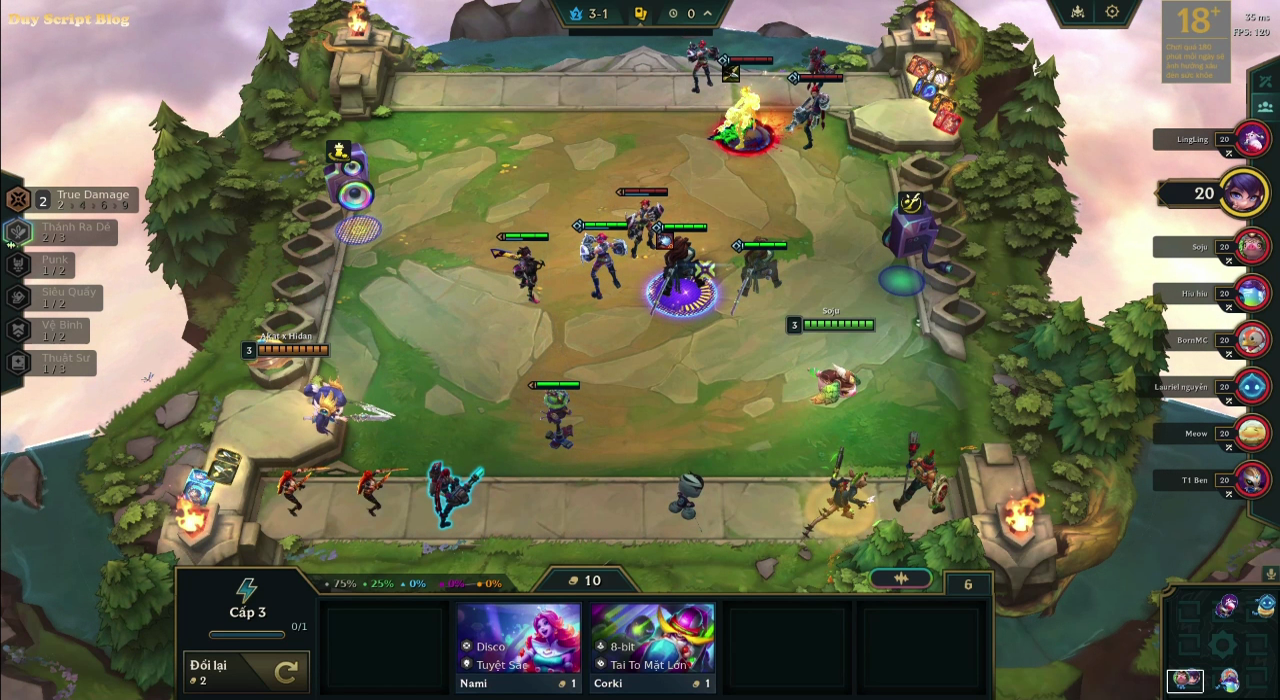 Duy Script Blog
3-1
0
18+
Chơi quá 180
phút mỗi ngày sẽ
ảnh hưởng xấu
đến sức khỏe
35 ms
FPS: 120
LingLing 20
20
Soju 20
Hiu hiu 20
BornMC 20
Lauriel nguyễn 20
Meow 20
T1 Ben 20
2 True Damage
2 4 6 9
Thánh Ra Dẻ
2 / 3
Punk
1 / 2
Siêu Quẩy
1 / 2
Vệ Binh
1 / 2
Thuật Sư
1 / 3
Akat x Hidan
3
Soju
3
75% 25% 0% 0% 0%
10
6
Cấp 3
0/1
Đổi lại
2
Disco
Tuyệt Sắc
Nami 1
8-bit
Tai To Mặt Lớn
Corki 1